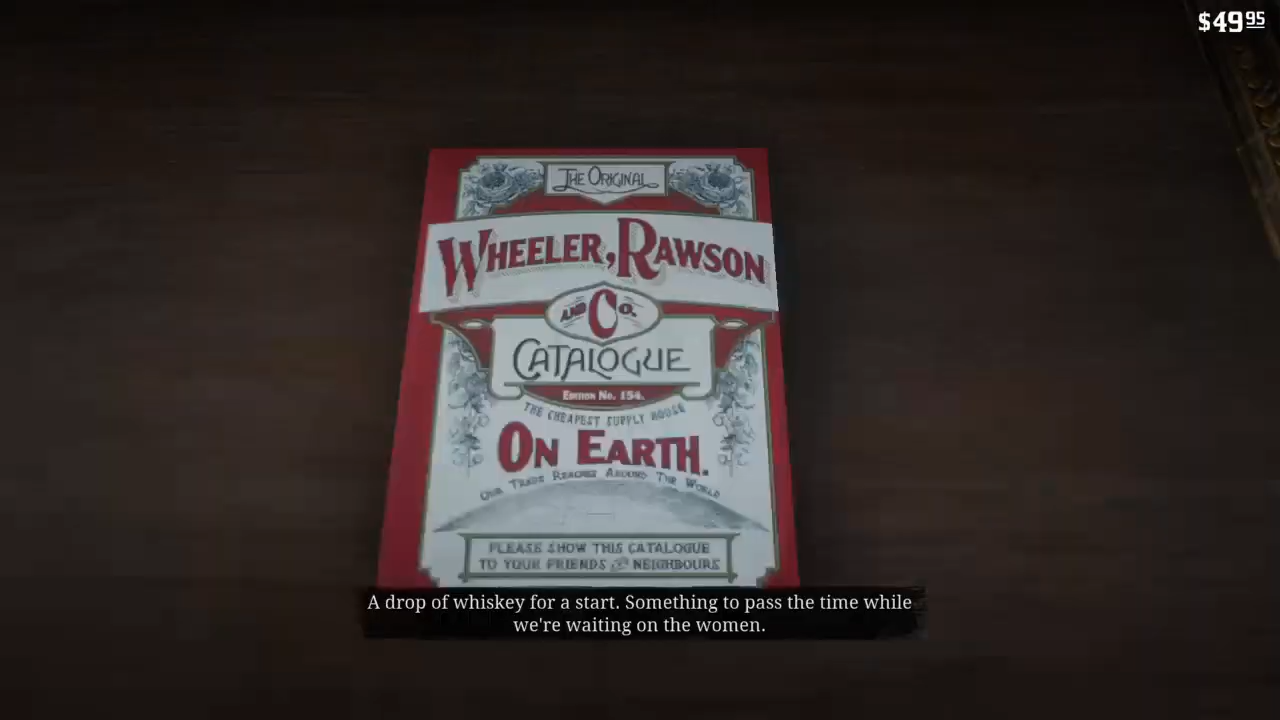 $49 95
THE ORIGINAL
WHEELER, RAWSON
AND CO.
CATALOGUE
EDITION No. 154.
THE CHEAPEST SUPPLY HOUSE
ON EARTH.
OUR TRADE REACHES AROUND THE WORLD
PLEASE SHOW THIS CATALOGUE
TO YOUR FRIENDS AND NEIGHBOURS
A drop of whiskey for a start. Something to pass the time while
we're waiting on the women.